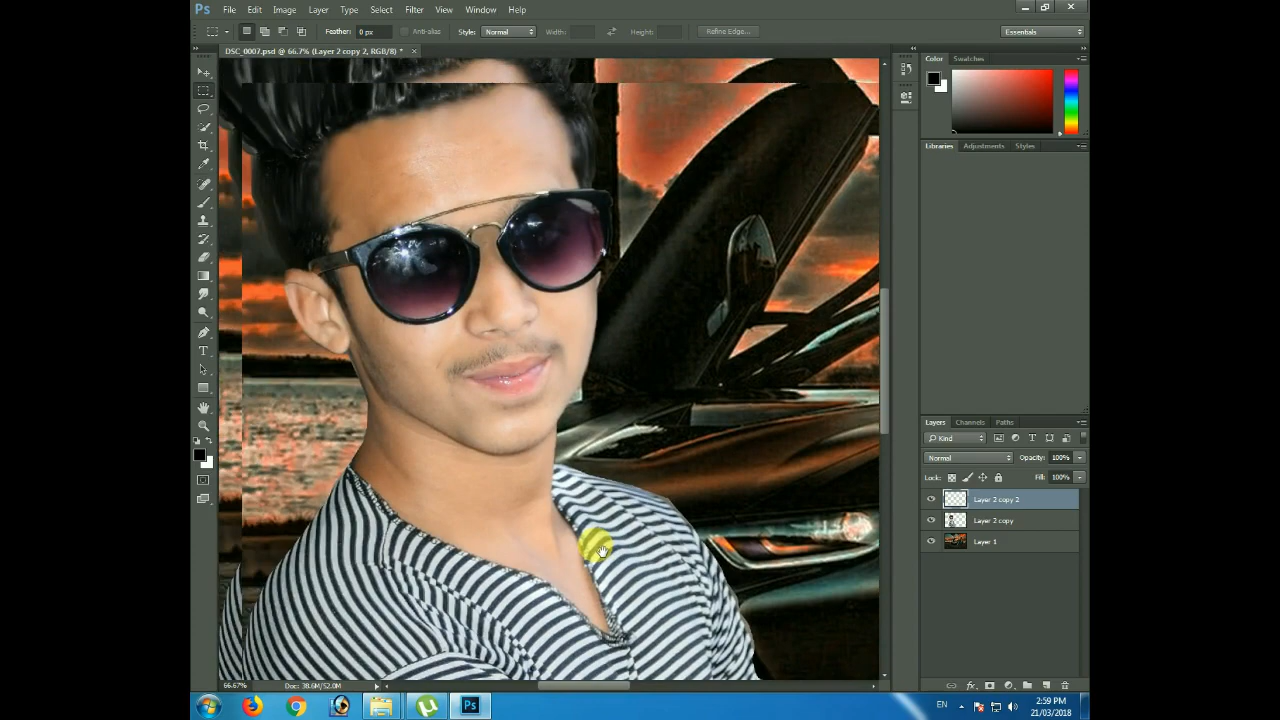 Ps File Edit Image Layer Type Select Filter View Window Help
Feather: 0 px Anti-alias Style: Normal Width: Height: Refine Edge... Essentials
DSC_0007.psd @ 66.7% (Layer 2 copy 2, RGB/8) *
Color Swatches
Libraries Adjustments Styles
Layers Channels Paths
Kind
Normal Opacity: 100%
Lock: Fill: 100%
Layer 2 copy 2
Layer 2 copy
Layer 1
66.67% Doc: 38.6M/52.0M
fx
EN 2:59 PM
21/03/2018
Ps